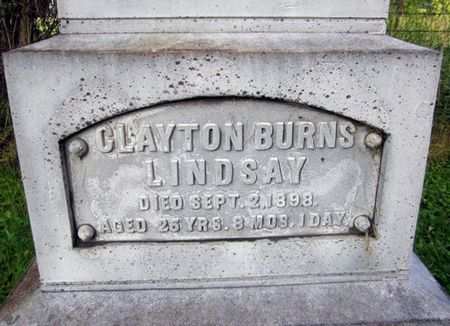 CLAYTON BURNS
LINDSAY
DIED SEPT. 2, 1898.
AGED 25 YRS. 8 MOS. 1 DAY.